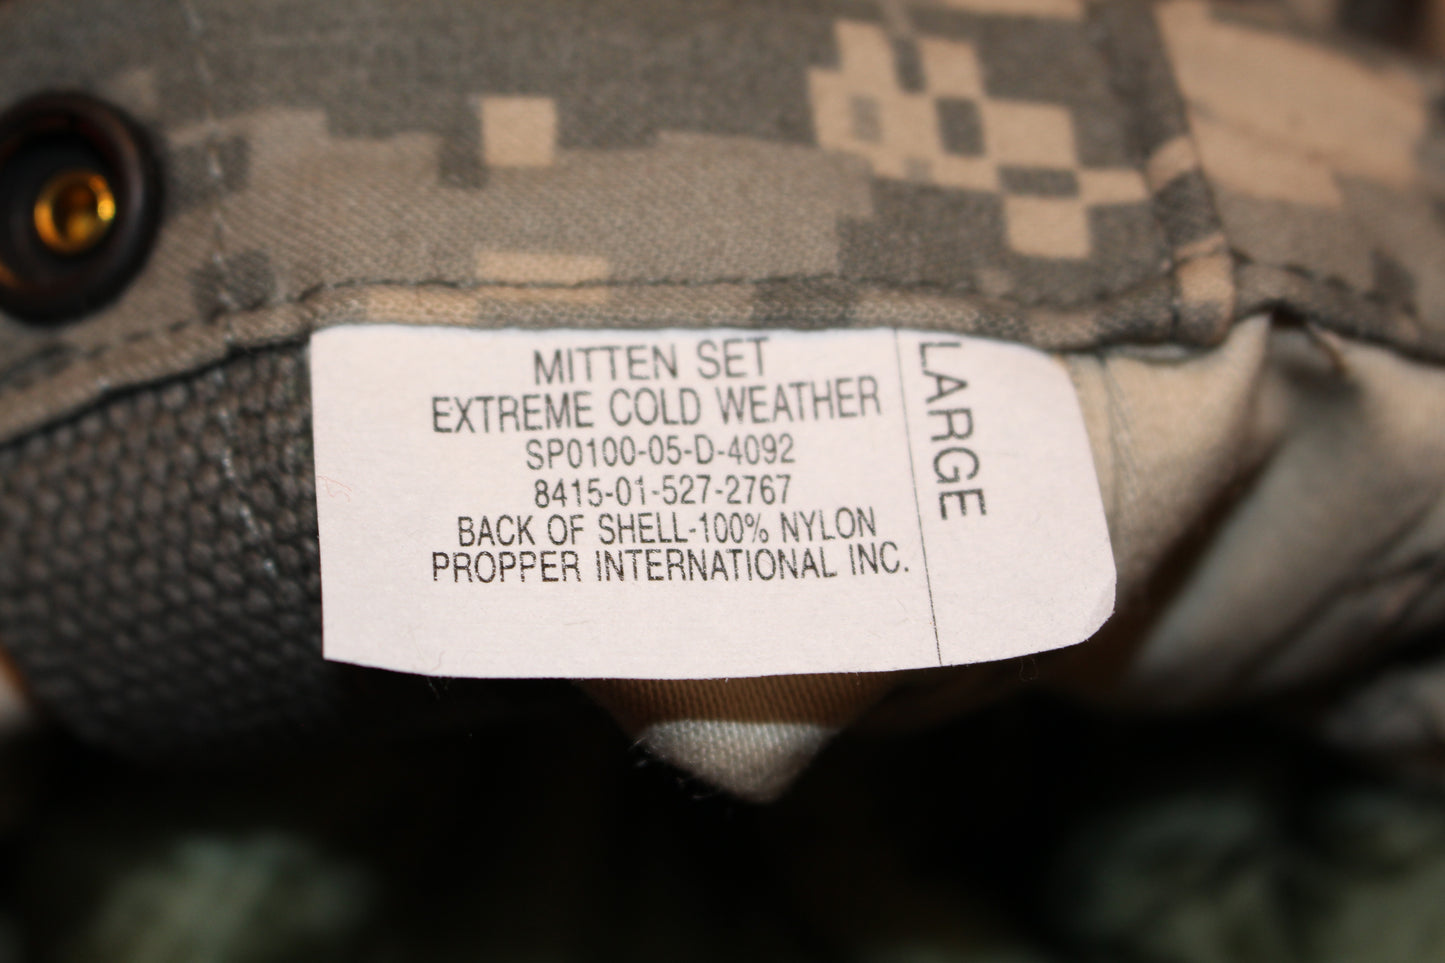 MITTEN SET
EXTREME COLD WEATHER
SP0100-05-D-4092
8415-01-527-2767
BACK OF SHELL-100% NYLON
PROPPER INTERNATIONAL INC.
LARGE